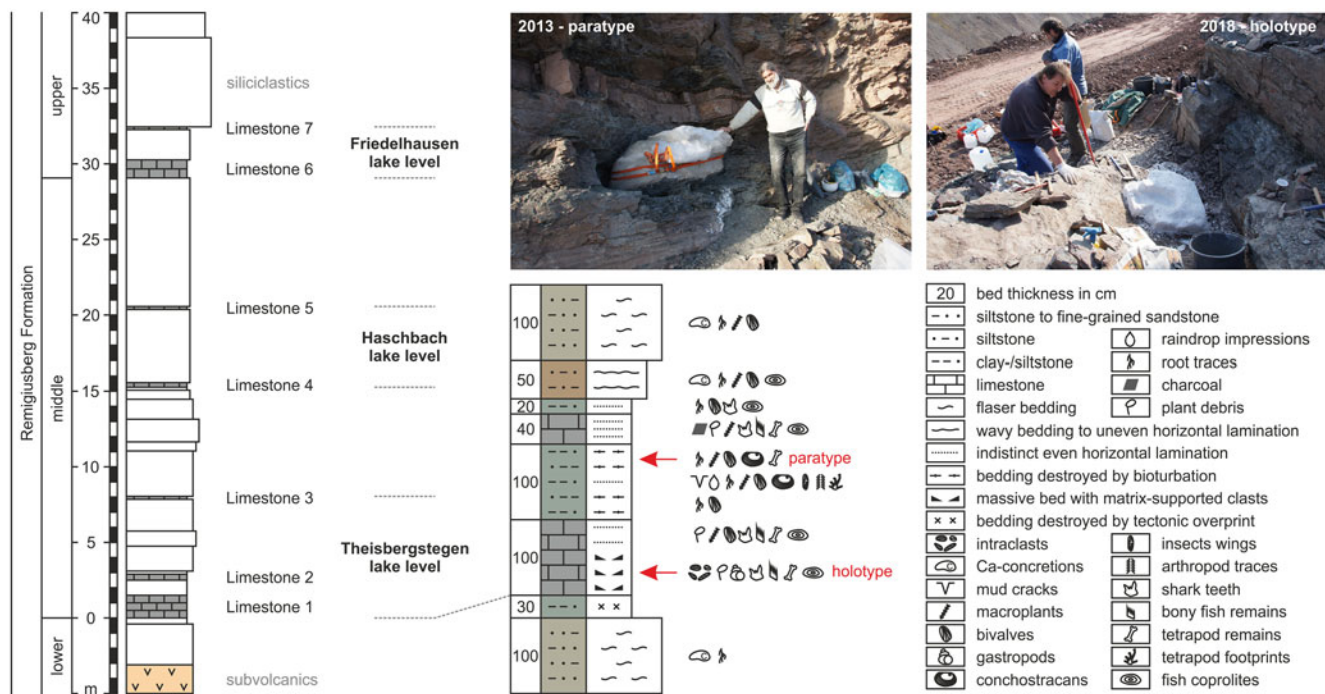 Remigiusberg Formation
upper
middle
lower
40
35
30
25
20
15
10
5
0
m
siliciclastics
Limestone 7
Limestone 6
Limestone 5
Limestone 4
Limestone 3
Limestone 2
Limestone 1
subvolcanics
Friedelhausen
lake level
Haschbach
lake level
Theisbergstegen
lake level
2013 - paratype
2018 - holotype
100
50
20
40
100
100
30
100
paratype
holotype
20 bed thickness in cm
siltstone to fine-grained sandstone
siltstone
clay-/siltstone
limestone
flaser bedding
raindrop impressions
root traces
charcoal
plant debris
wavy bedding to uneven horizontal lamination
indistinct even horizontal lamination
bedding destroyed by bioturbation
massive bed with matrix-supported clasts
bedding destroyed by tectonic overprint
intraclasts
Ca-concretions
mud cracks
macroplants
bivalves
gastropods
conchostracans
insects wings
arthropod traces
shark teeth
bony fish remains
tetrapod remains
tetrapod footprints
fish coprolites